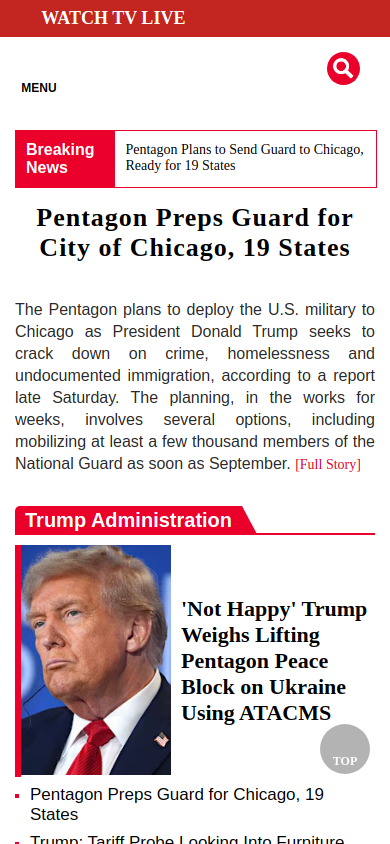 WATCH TV LIVE
MENU
Breaking
News
Pentagon Plans to Send Guard to Chicago,
Ready for 19 States
Pentagon Preps Guard for
City of Chicago, 19 States
The Pentagon plans to deploy the U.S. military to
Chicago as President Donald Trump seeks to
crack down on crime, homelessness and
undocumented immigration, according to a report
late Saturday. The planning, in the works for
weeks, involves several options, including
mobilizing at least a few thousand members of the
National Guard as soon as September. [Full Story]
Trump Administration
'Not Happy' Trump
Weighs Lifting
Pentagon Peace
Block on Ukraine
Using ATACMS
TOP
Pentagon Preps Guard for Chicago, 19
States
Trump: Tariff Probe Looking Into Furniture